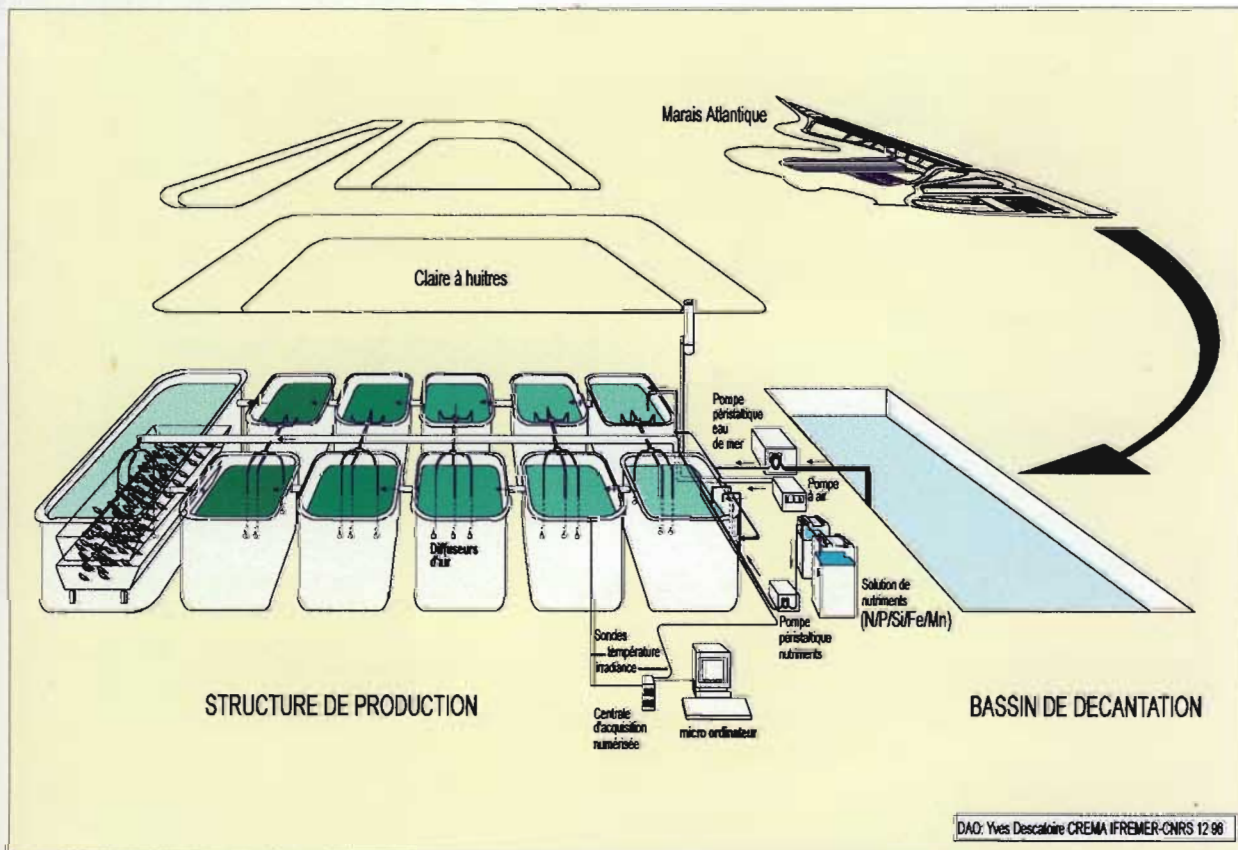 Marais Atlantique
Claire à huitres
Pompe
péristaltique
eau
de mer
Pompe
à air
Diffuseurs
d'air
Solution de
nutriments
(N/P/Si/Fe/Mn)
Pompe
péristaltique
nutriments
Sondes
température
irradiance
STRUCTURE DE PRODUCTION
BASSIN DE DECANTATION
Centrale
d'acquisition
numérisée
micro ordinateur
DAO: Yves Descatoire CREMA IFREMER-CNRS 12 98